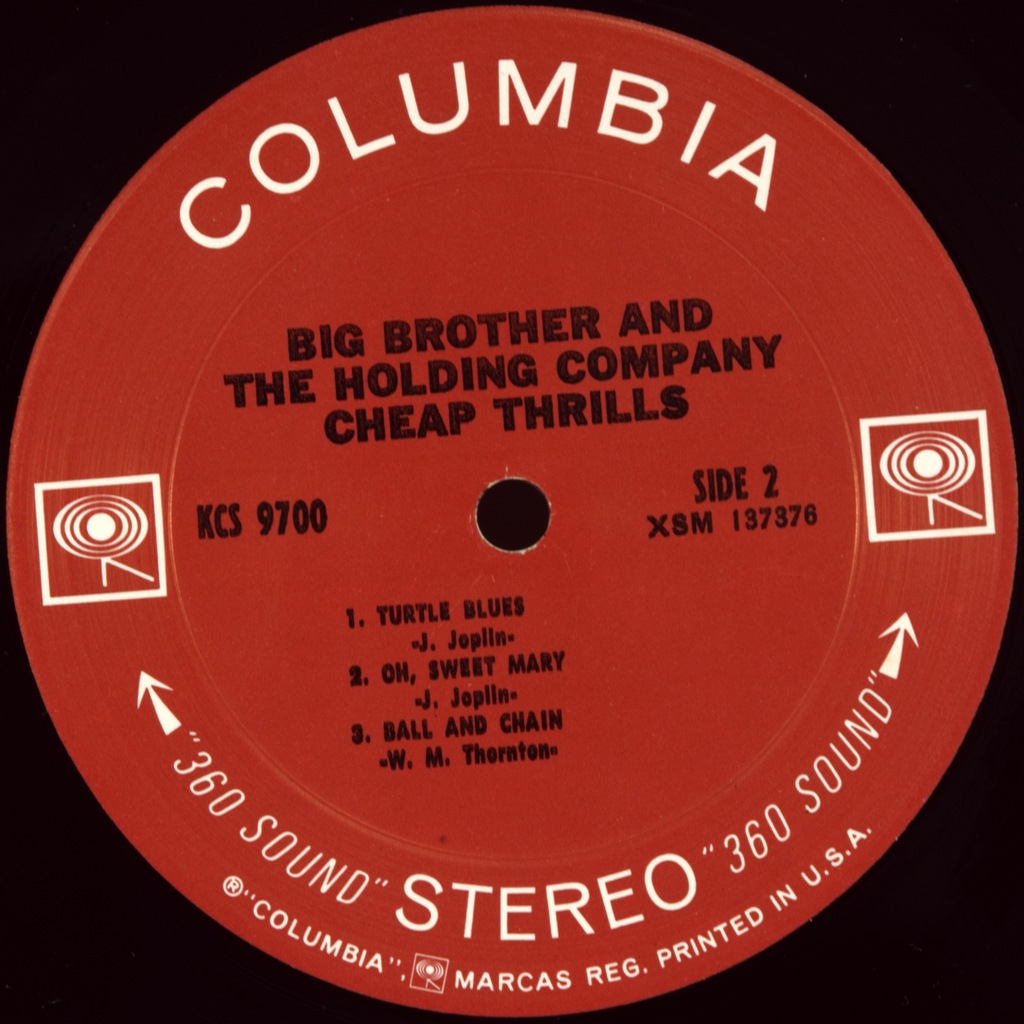 COLUMBIA
BIG BROTHER AND
THE HOLDING COMPANY
CHEAP THRILLS
KCS 9700
SIDE 2
XSM 137376
1. TURTLE BLUES
-J. Joplin-
2. OH, SWEET MARY
-J. Joplin-
3. BALL AND CHAIN
-W. M. Thornton-
"360 SOUND" STEREO "360 SOUND"
®"COLUMBIA", MARCAS REG. PRINTED IN U.S.A.